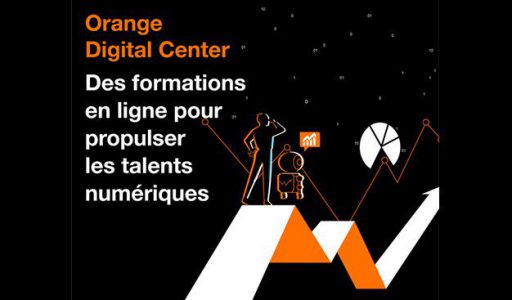 Orange
Digital Center
Des formations
en ligne pour
propulser
les talents
numériques